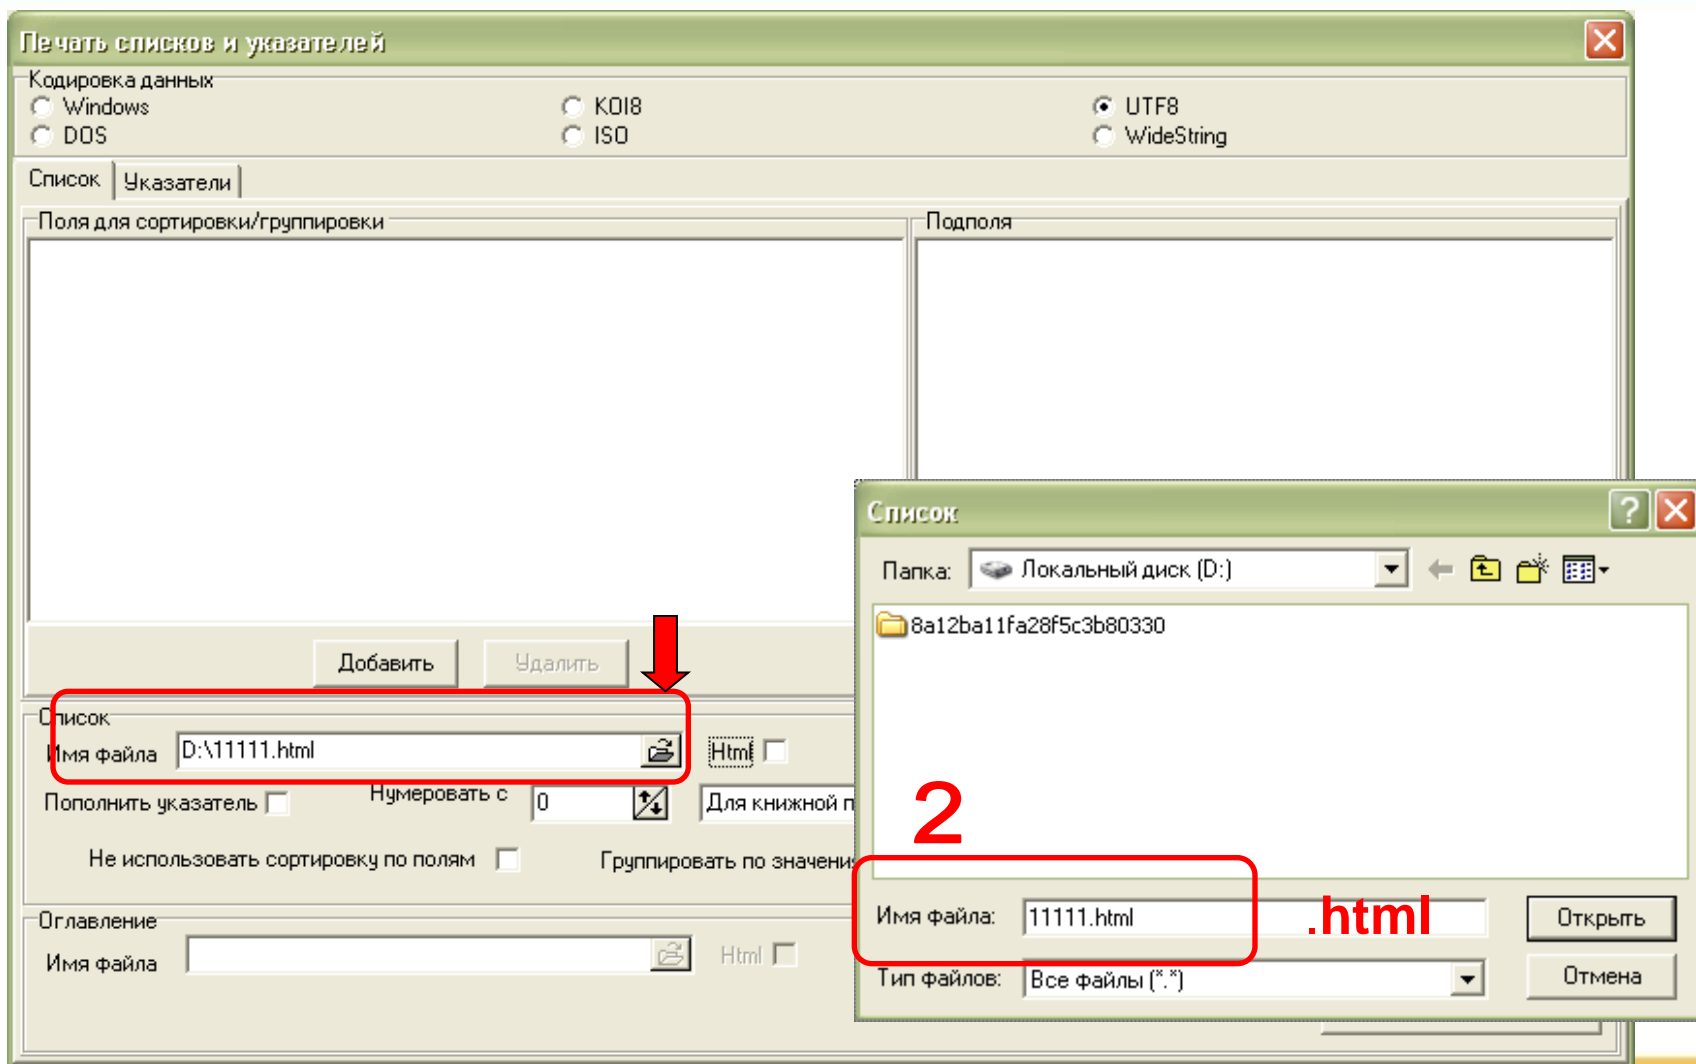 Печать списков и указателей
Кодировка данных
Windows KOI8 UTF8
DOS ISO WideString
Список Указатели
Поля для сортировки/группировки Подполя
Добавить Удалить
Список
Имя файла D:\11111.html Html
Пополнить указатель Нумеровать с 0 Для книжной
Не использовать сортировку по полям Группировать по
Оглавление
Имя файла Html
Список
Папка: Локальный диск (D:)
8a12ba11fa28f5c3b80330
2
Имя файла: 11111.html .html Открыть
Тип файлов: Все файлы (*.*) Отмена